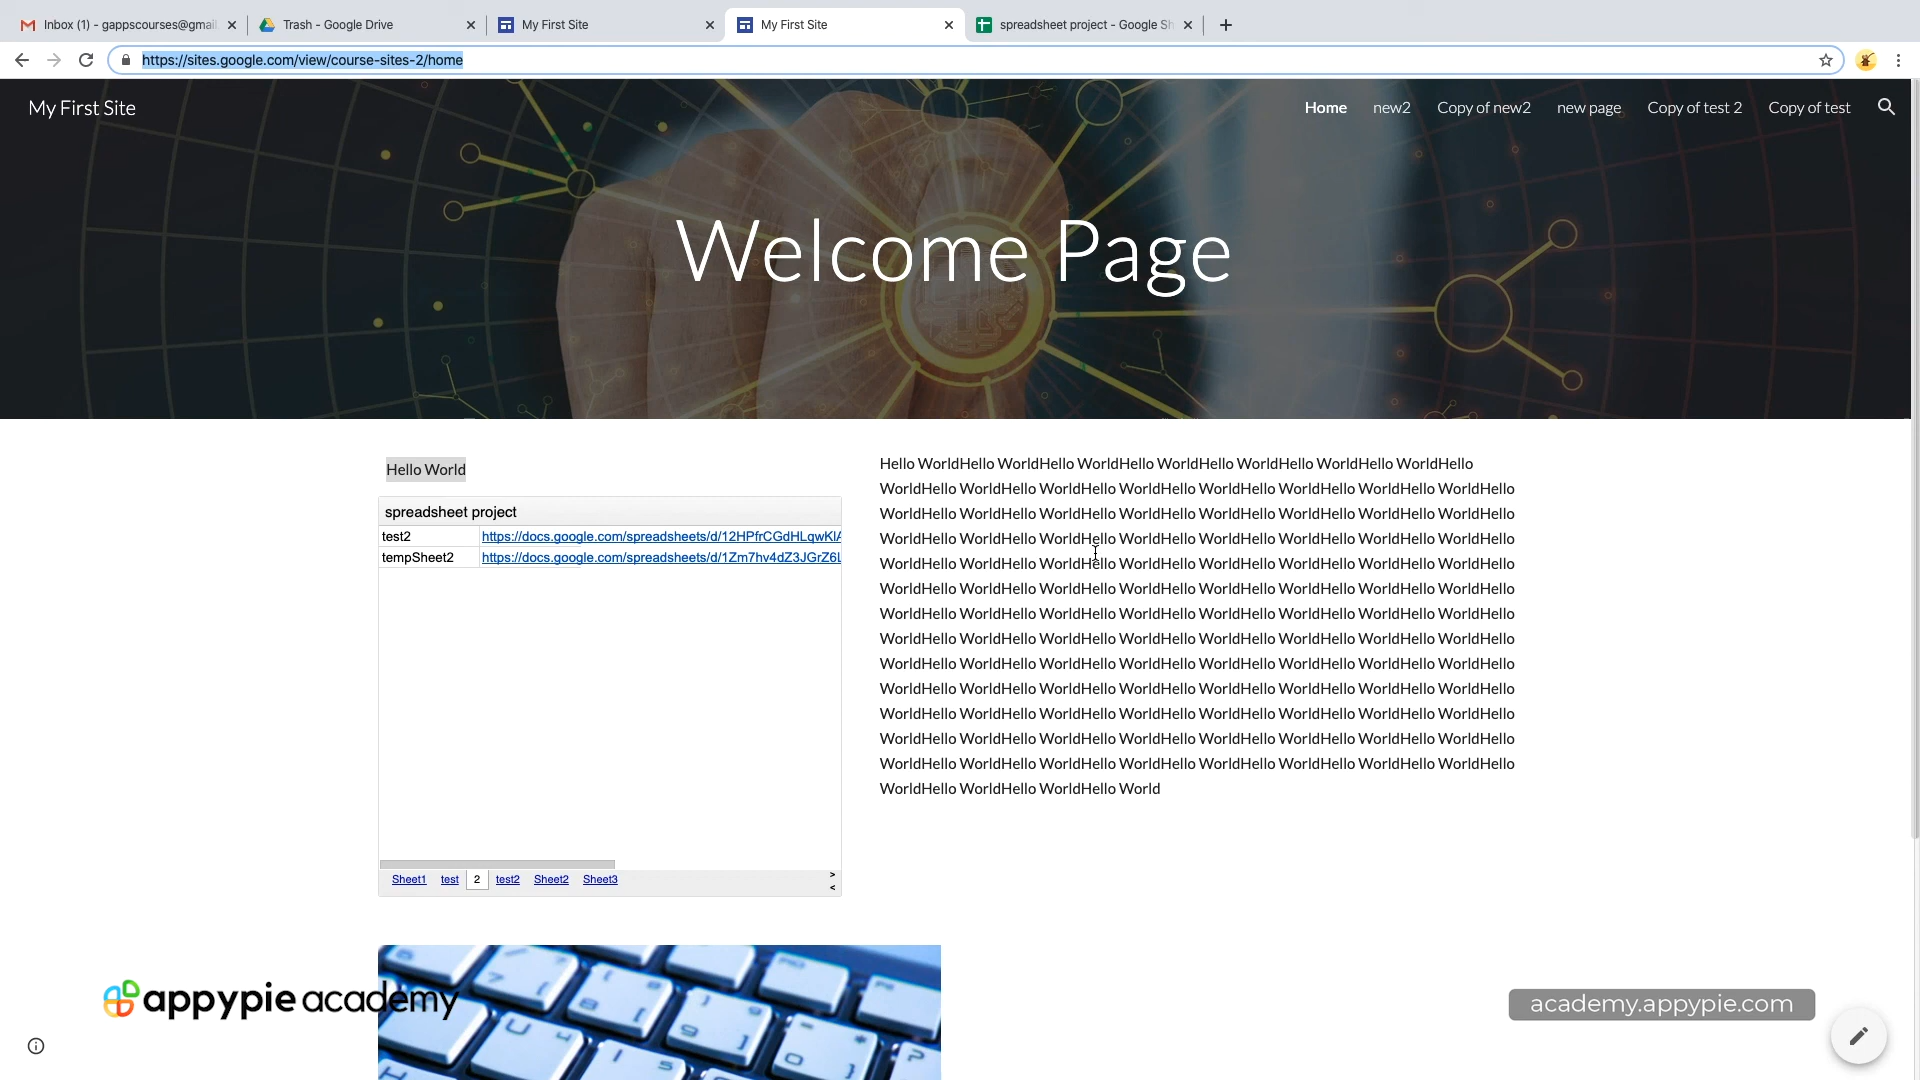 Inbox (1) - gappscourses@gmai
Trash - Google Drive
My First Site
My First Site
spreadsheet project - Google Sh
https://sites.google.com/view/course-sites-2/home
My First Site
Home
new2
Copy of new2
new page
Copy of test 2
Copy of test
Welcome Page
Hello World
spreadsheet project
test2 https://docs.google.com/spreadsheets/d/12HPfrCGdHLqwKlA
tempSheet2 https://docs.google.com/spreadsheets/d/1Zm7hv4dZ3JGrZ6L
Sheet1 test 2 test2 Sheet2 Sheet3
Hello WorldHello WorldHello WorldHello WorldHello WorldHello WorldHello WorldHello
WorldHello WorldHello WorldHello WorldHello WorldHello WorldHello WorldHello WorldHello
WorldHello WorldHello WorldHello WorldHello WorldHello WorldHello WorldHello WorldHello
WorldHello WorldHello WorldHello WorldHello WorldHello WorldHello WorldHello WorldHello
WorldHello WorldHello WorldHello WorldHello WorldHello WorldHello WorldHello WorldHello
WorldHello WorldHello WorldHello WorldHello WorldHello WorldHello WorldHello WorldHello
WorldHello WorldHello WorldHello WorldHello WorldHello WorldHello WorldHello WorldHello
WorldHello WorldHello WorldHello WorldHello WorldHello WorldHello WorldHello WorldHello
WorldHello WorldHello WorldHello WorldHello WorldHello WorldHello WorldHello WorldHello
WorldHello WorldHello WorldHello WorldHello WorldHello WorldHello WorldHello WorldHello
WorldHello WorldHello WorldHello WorldHello WorldHello WorldHello WorldHello WorldHello
WorldHello WorldHello WorldHello WorldHello WorldHello WorldHello WorldHello WorldHello
WorldHello WorldHello WorldHello WorldHello WorldHello WorldHello WorldHello WorldHello
WorldHello WorldHello WorldHello World
appypie academy
academy.appypie.com